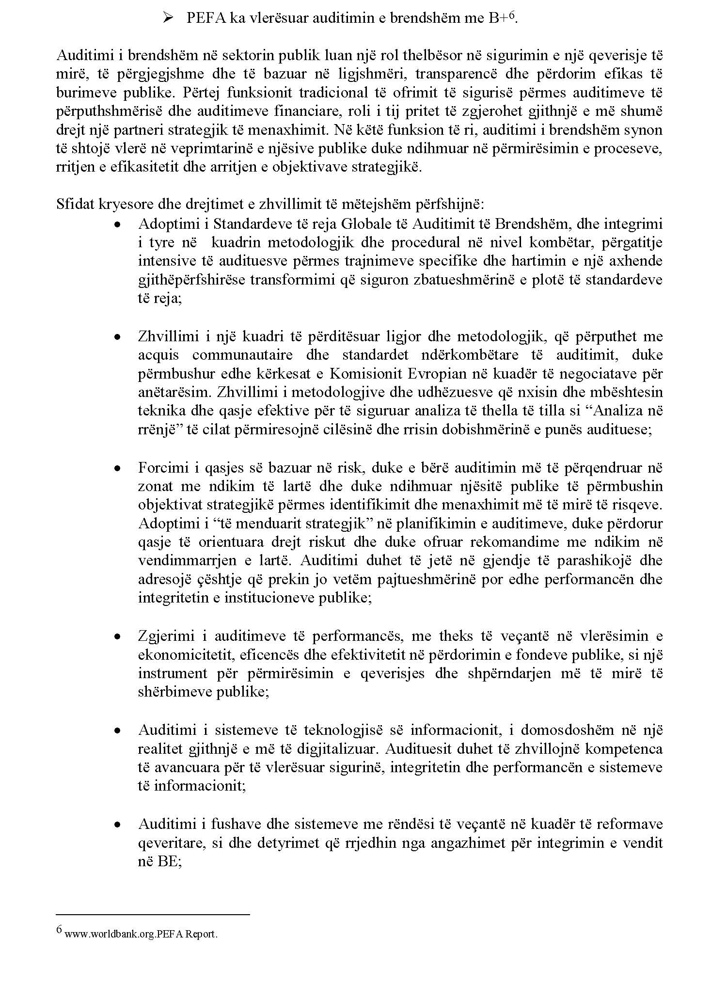 ➢ PEFA ka vlerësuar auditimin e brendshëm me B+6.
Auditimi i brendshëm në sektorin publik luan një rol thelbësor në sigurimin e një qeverisje të
mirë, të përgjegjshme dhe të bazuar në ligjshmëri, transparencë dhe përdorim efikas të
burimeve publike. Përtej funksionit tradicional të ofrimit të sigurisë përmes auditimeve të
përputhshmërisë dhe auditimeve financiare, roli i tij pritet të zgjerohet gjithnjë e më shumë
drejt një partneri strategjik të menaxhimit. Në këtë funksion të ri, auditimi i brendshëm synon
të shtojë vlerë në veprimtarinë e njësive publike duke ndihmuar në përmirësimin e proceseve,
rritjen e efikasitetit dhe arritjen e objektivave strategjikë.
Sfidat kryesore dhe drejtimet e zhvillimit të mëtejshëm përfshijnë:
• Adoptimi i Standardeve të reja Globale të Auditimit të Brendshëm, dhe integrimi
i tyre në kuadrin metodologjik dhe procedural në nivel kombëtar, përgatitje
intensive të audituesve përmes trajnimeve specifike dhe hartimin e një axhende
gjithëpërfshirëse transformimi që siguron zbatueshmërinë e plotë të standardeve
të reja;
• Zhvillimi i një kuadri të përditësuar ligjor dhe metodologjik, që përputhet me
acquis communautaire dhe standardet ndërkombëtare të auditimit, duke
përmbushur edhe kërkesat e Komisionit Evropian në kuadër të negociatave për
anëtarësim. Zhvillimi i metodologjive dhe udhëzuesve që nxisin dhe mbështesin
teknika dhe qasje efektive për të siguruar analiza të thella të tilla si “Analiza në
rrënjë” të cilat përmiresojnë cilësinë dhe rrisin dobishmërinë e punës audituese;
• Forcimi i qasjes së bazuar në risk, duke e bërë auditimin më të përqendruar në
zonat me ndikim të lartë dhe duke ndihmuar njësitë publike të përmbushin
objektivat strategjikë përmes identifikimit dhe menaxhimit më të mirë të risqeve.
Adoptimi i “të menduarit strategjik” në planifikimin e auditimeve, duke përdorur
qasje të orientuara drejt riskut dhe duke ofruar rekomandime me ndikim në
vendimmarrjen e lartë. Auditimi duhet të jetë në gjendje të parashikojë dhe
adresojë çështje që prekin jo vetëm pajtueshmërinë por edhe performancën dhe
integritetin e institucioneve publike;
• Zgjerimi i auditimeve të performancës, me theks të veçantë në vlerësimin e
ekonomicitetit, eficencës dhe efektivitetit në përdorimin e fondeve publike, si një
instrument për përmirësimin e qeverisjes dhe shpërndarjen më të mirë të
shërbimeve publike;
• Auditimi i sistemeve të teknologjisë së informacionit, i domosdoshëm në një
realitet gjithnjë e më të digjitalizuar. Audituesit duhet të zhvillojnë kompetenca
të avancuara për të vlerësuar sigurinë, integritetin dhe performancën e sistemeve
të informacionit;
• Auditimi i fushave dhe sistemeve me rëndësi të veçantë në kuadër të reformave
qeveritare, si dhe detyrimet që rrjedhin nga angazhimet për integrimin e vendit
në BE;
6 www.worldbank.org.PEFA Report.